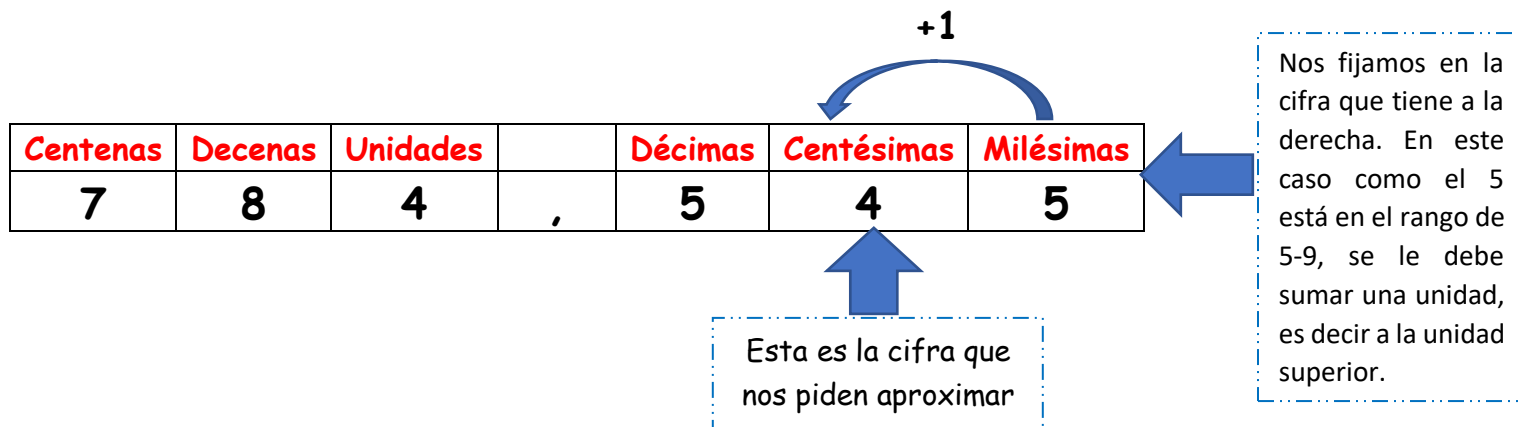 +1
Centenas Decenas Unidades Décimas Centésimas Milésimas
7 8 4 , 5 4 5
Nos fijamos en la
cifra que tiene a la
derecha. En este
caso como el 5
está en el rango de
5-9, se le debe
sumar una unidad,
es decir a la unidad
superior.
Esta es la cifra que
nos piden aproximar